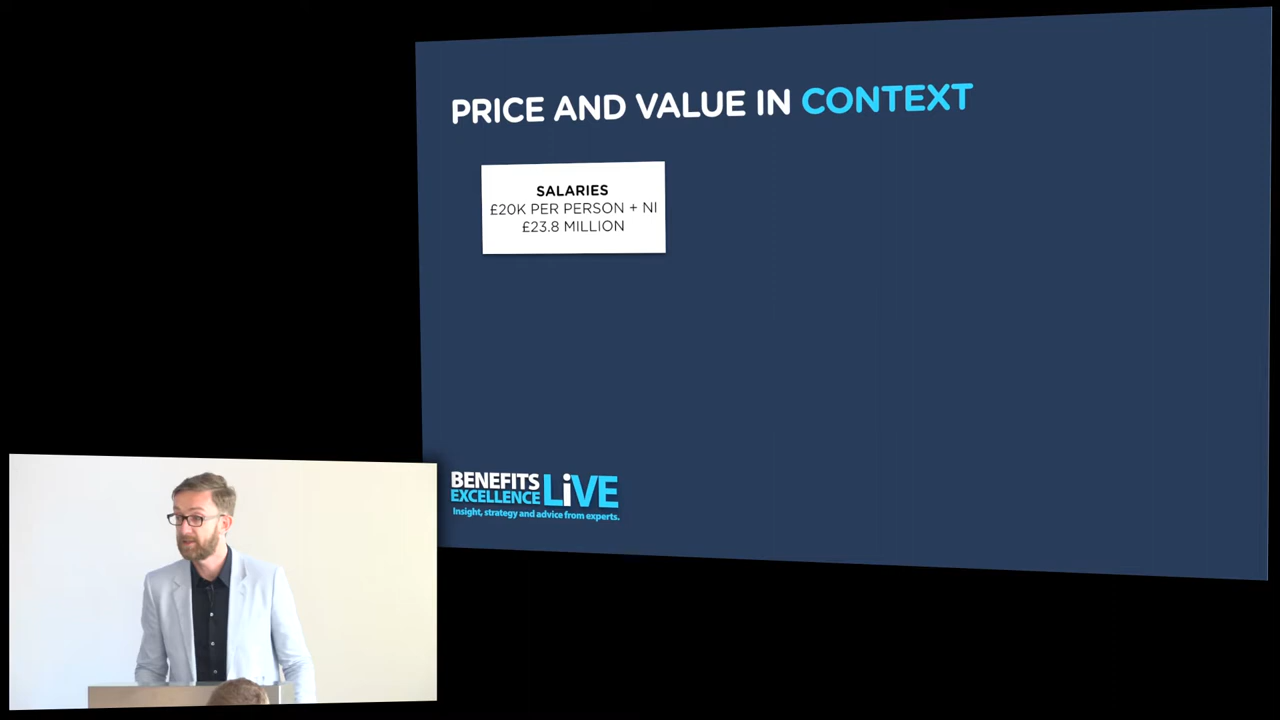 PRICE AND VALUE IN CONTEXT
SALARIES
£20K PER PERSON + NI
£23.8 MILLION
BENEFITS
EXCELLENCE LiVE
Insight, strategy and advice from experts.